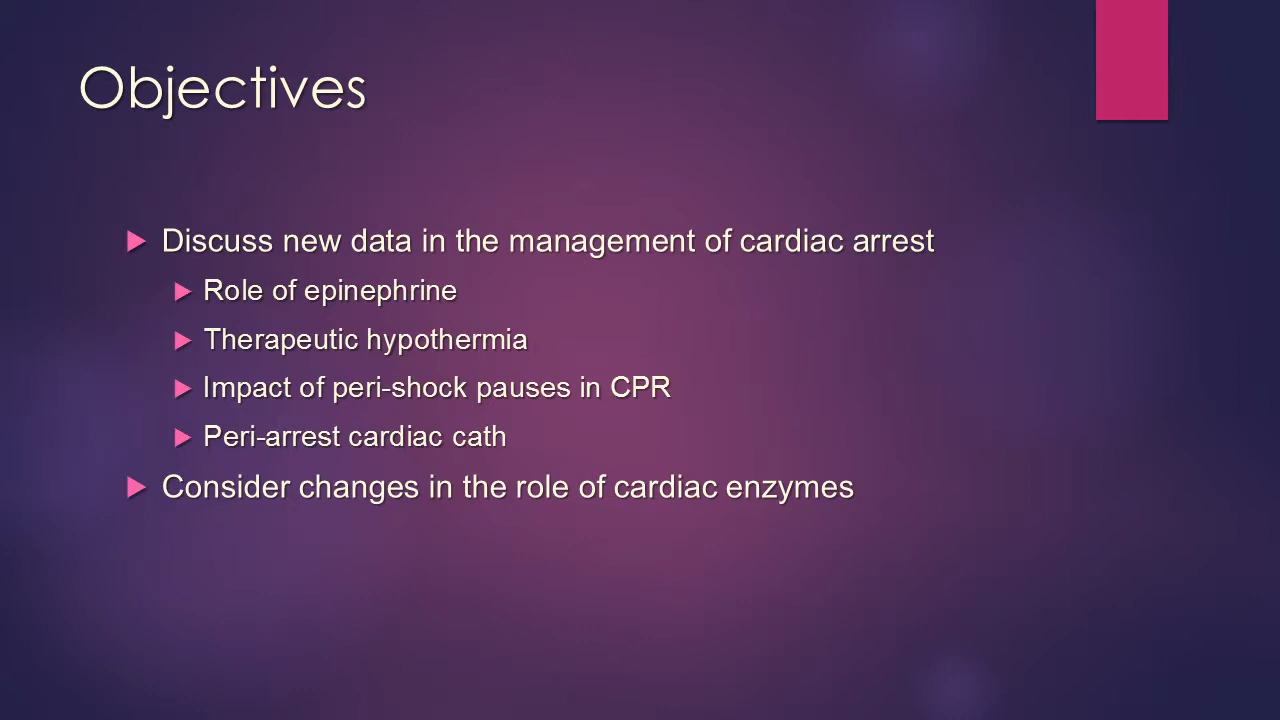 Objectives
Discuss new data in the management of cardiac arrest
Role of epinephrine
Therapeutic hypothermia
Impact of peri-shock pauses in CPR
Peri-arrest cardiac cath
Consider changes in the role of cardiac enzymes